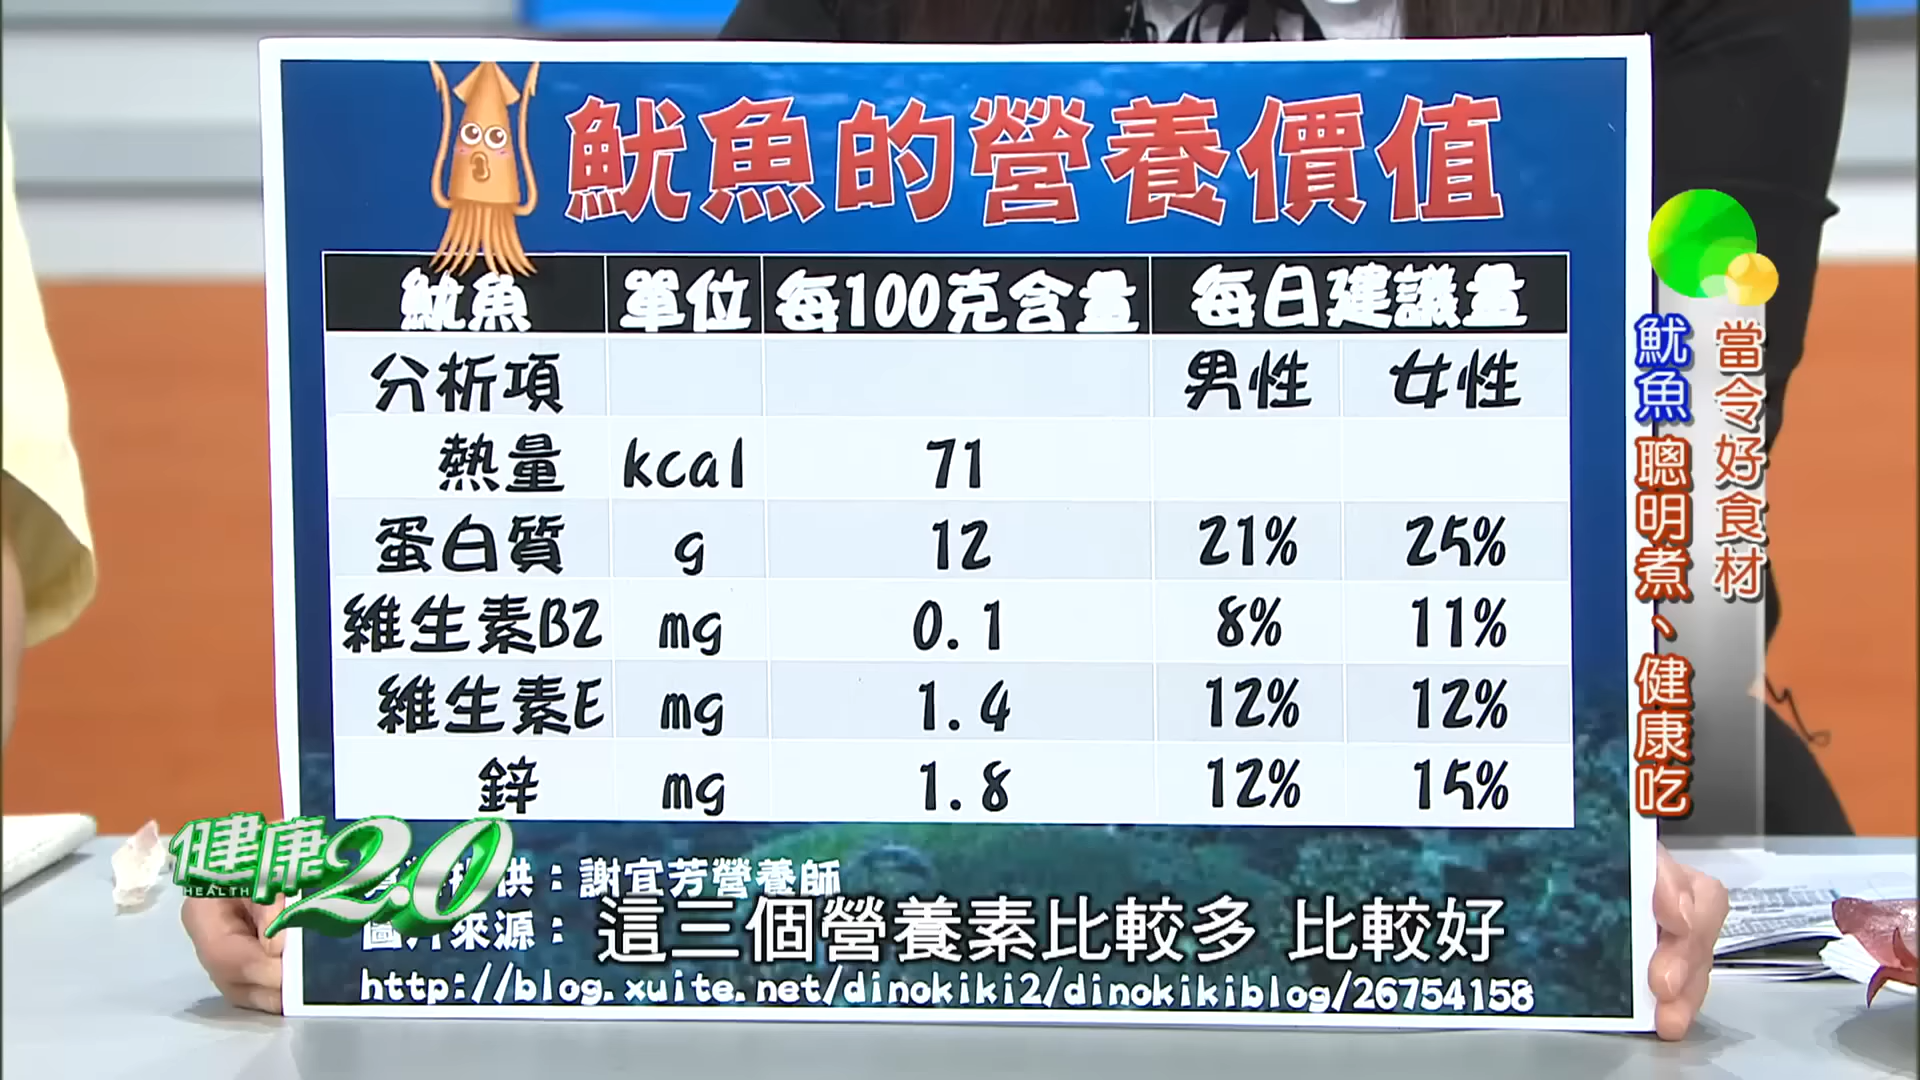 魷魚的營養價值
魷魚 單位 每100克含量 每日建議量
分析項 男性 女性
熱量 kcal 71
蛋白質 g 12 21% 25%
維生素B2 mg 0.1 8% 11%
維生素E mg 1.4 12% 12%
鋅 mg 1.8 12% 15%
供：謝宜芳營養師
圖片來源：
http://blog.xuite.net/dinokiki2/dinokikiblog/26754158
這三個營養素比較多 比較好
當令好食材
魷魚 聰明煮、健康吃
健康2.0
HEALTH